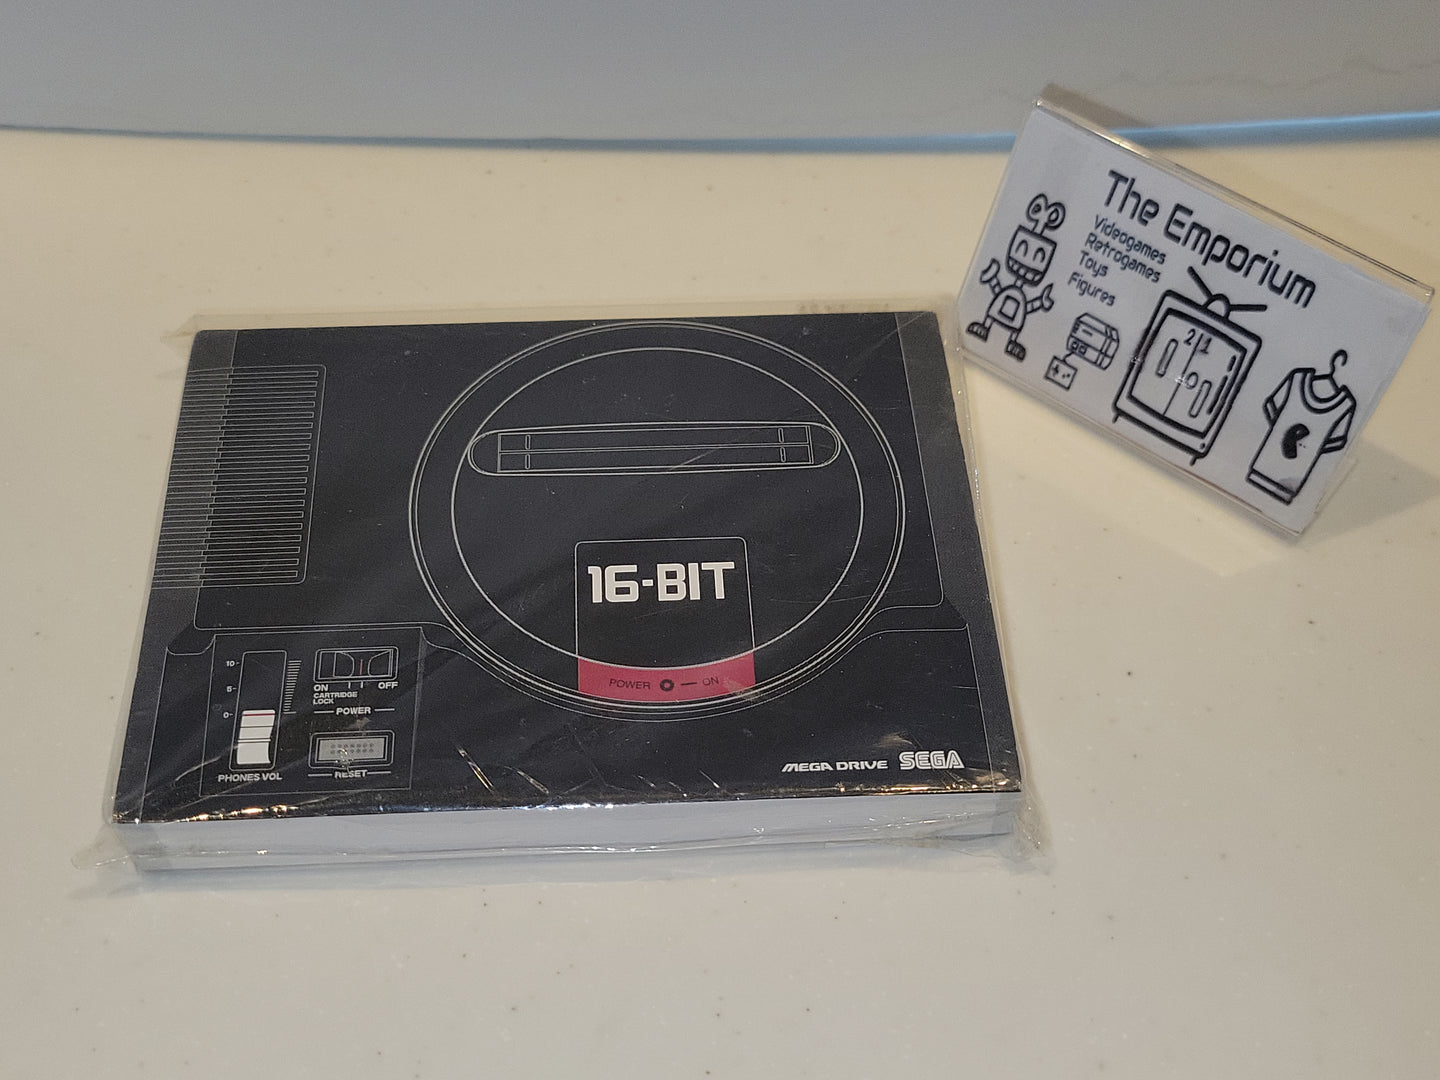 The Emporium
Videogames
Retrogames
Toys
Figures
21
16-BIT
POWER ON
10
5
0
ON OFF
CARTRIDGE
LOCK
POWER
PHONES VOL
RESET
MEGA DRIVE SEGA